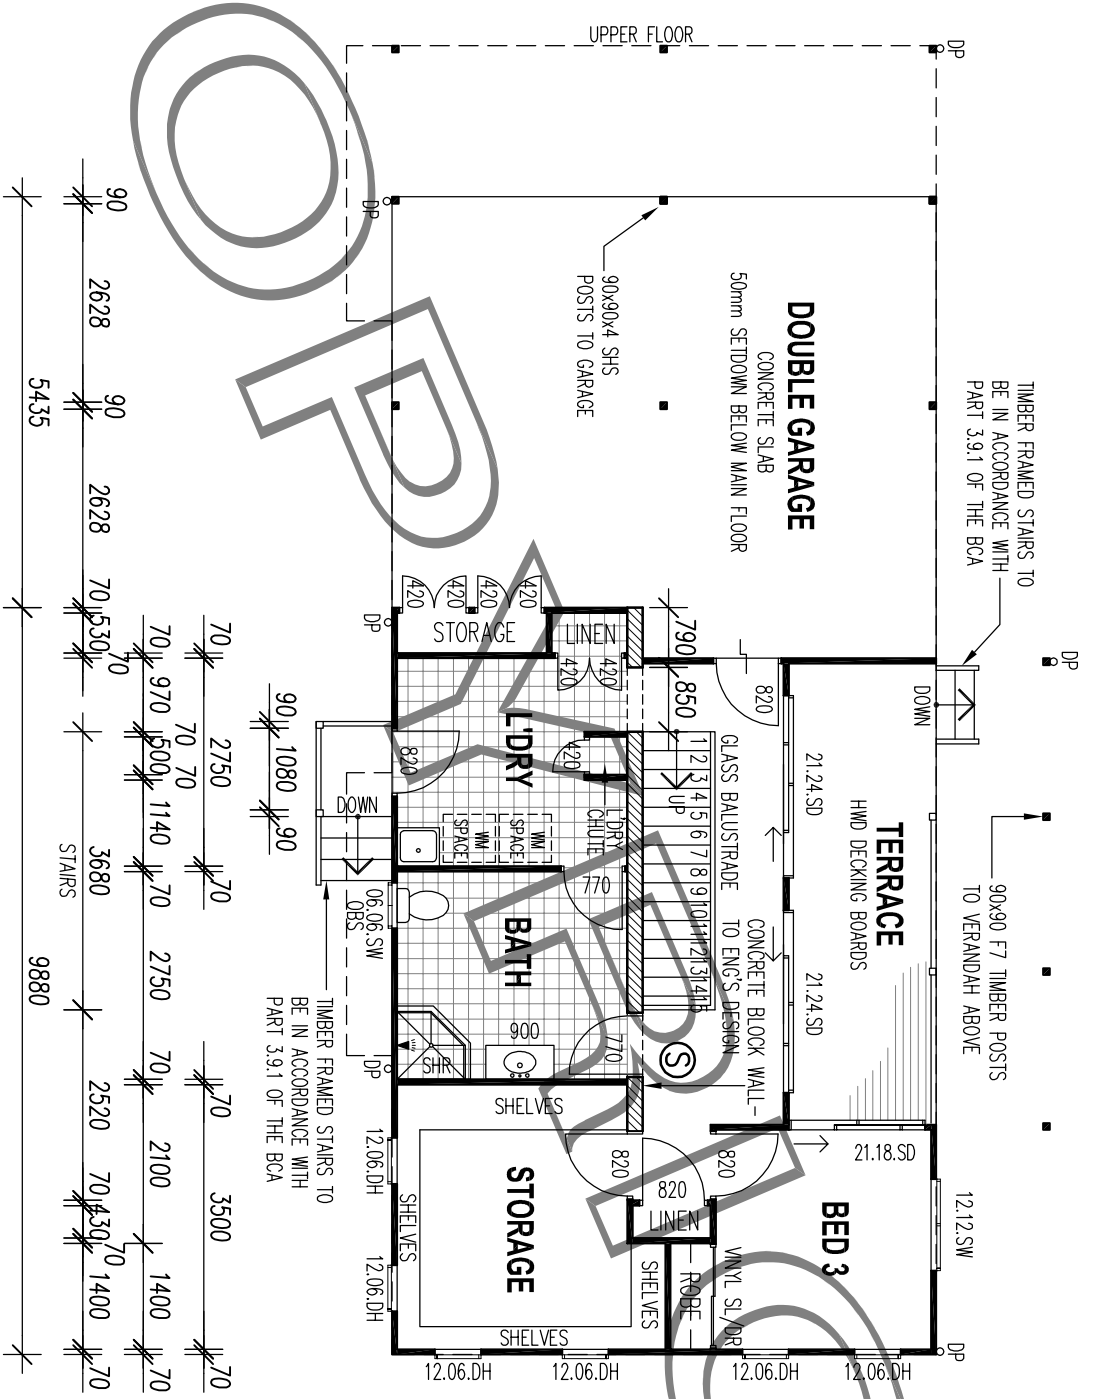 UPPER FLOOR
DP
DP
DOUBLE GARAGE
CONCRETE SLAB
50mm SETDOWN BELOW MAIN FLOOR
90x90x4 SHS
POSTS TO GARAGE
TIMBER FRAMED STAIRS TO
BE IN ACCORDANCE WITH
PART 3.9.1 OF THE BCA
DP
DOWN
90x90 F7 TIMBER POSTS
TO VERANDAH ABOVE
TERRACE
HWD DECKING BOARDS
21.24.SD
21.24.SD
21.18.SD
12.12.SW
820
CONCRETE BLOCK WALL
TO ENG'S DESIGN
GLASS BALUSTRADE
1 2 3 4 5 6 7 8 9 10 11 12 13 14 15
UP
S
790
850
420
420
420
420
STORAGE
LINEN
420
420
DP
L'DRY
420
L'DRY
CHUTE
820
WM
SPACE
WM
SPACE
770
BATH
900
770
SHR
06.06.SW
OBS
DP
DOWN
TIMBER FRAMED STAIRS TO
BE IN ACCORDANCE WITH
PART 3.9.1 OF THE BCA
SHELVES
STORAGE
SHELVES
SHELVES
SHELVES
820
820
820
LINEN
ROBE
VINYL SL/DR
BED 3
DP
12.06.DH
12.06.DH
12.06.DH
12.06.DH
12.06.DH
12.06.DH
90 1080 90
70 2750 70 70 3500 70
70 970 70 500 70 1140 70 2750 70 2100 1400 70
90 2628 90 2628 70 530 70 3680 2520 70 430 70 1400 70
STAIRS
5435 9880
COPYRIGHT